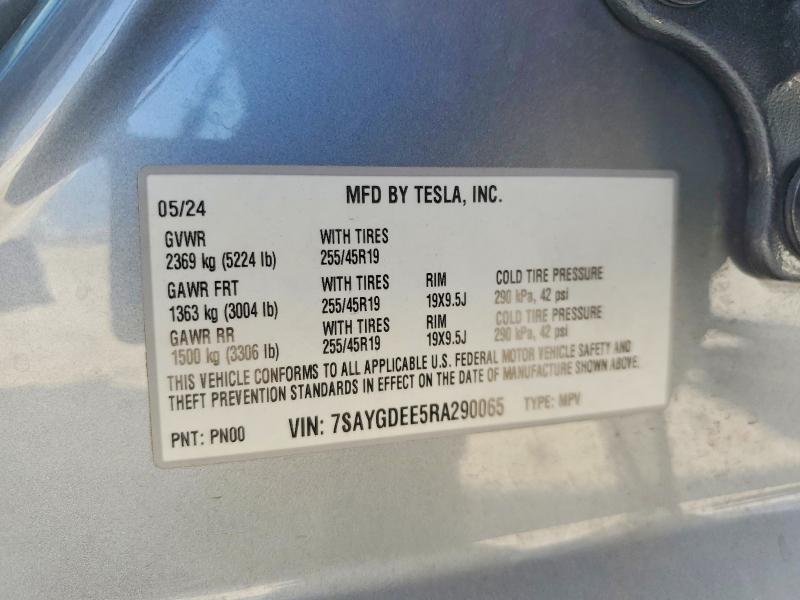 MFD BY TESLA, INC.
05/24
GVWR WITH TIRES
2369 kg (5224 lb) 255/45R19
GAWR FRT WITH TIRES RIM COLD TIRE PRESSURE
1363 kg (3004 lb) 255/45R19 19X9.5J 290 kPa, 42 psi
GAWR RR WITH TIRES RIM COLD TIRE PRESSURE
1500 kg (3306 lb) 255/45R19 19X9.5J 290 kPa, 42 psi
THIS VEHICLE CONFORMS TO ALL APPLICABLE U.S. FEDERAL MOTOR VEHICLE SAFETY AND
THEFT PREVENTION STANDARDS IN EFFECT ON THE DATE OF MANUFACTURE SHOWN ABOVE.
PNT: PN00 VIN: 7SAYGDEE5RA290065 TYPE: MPV